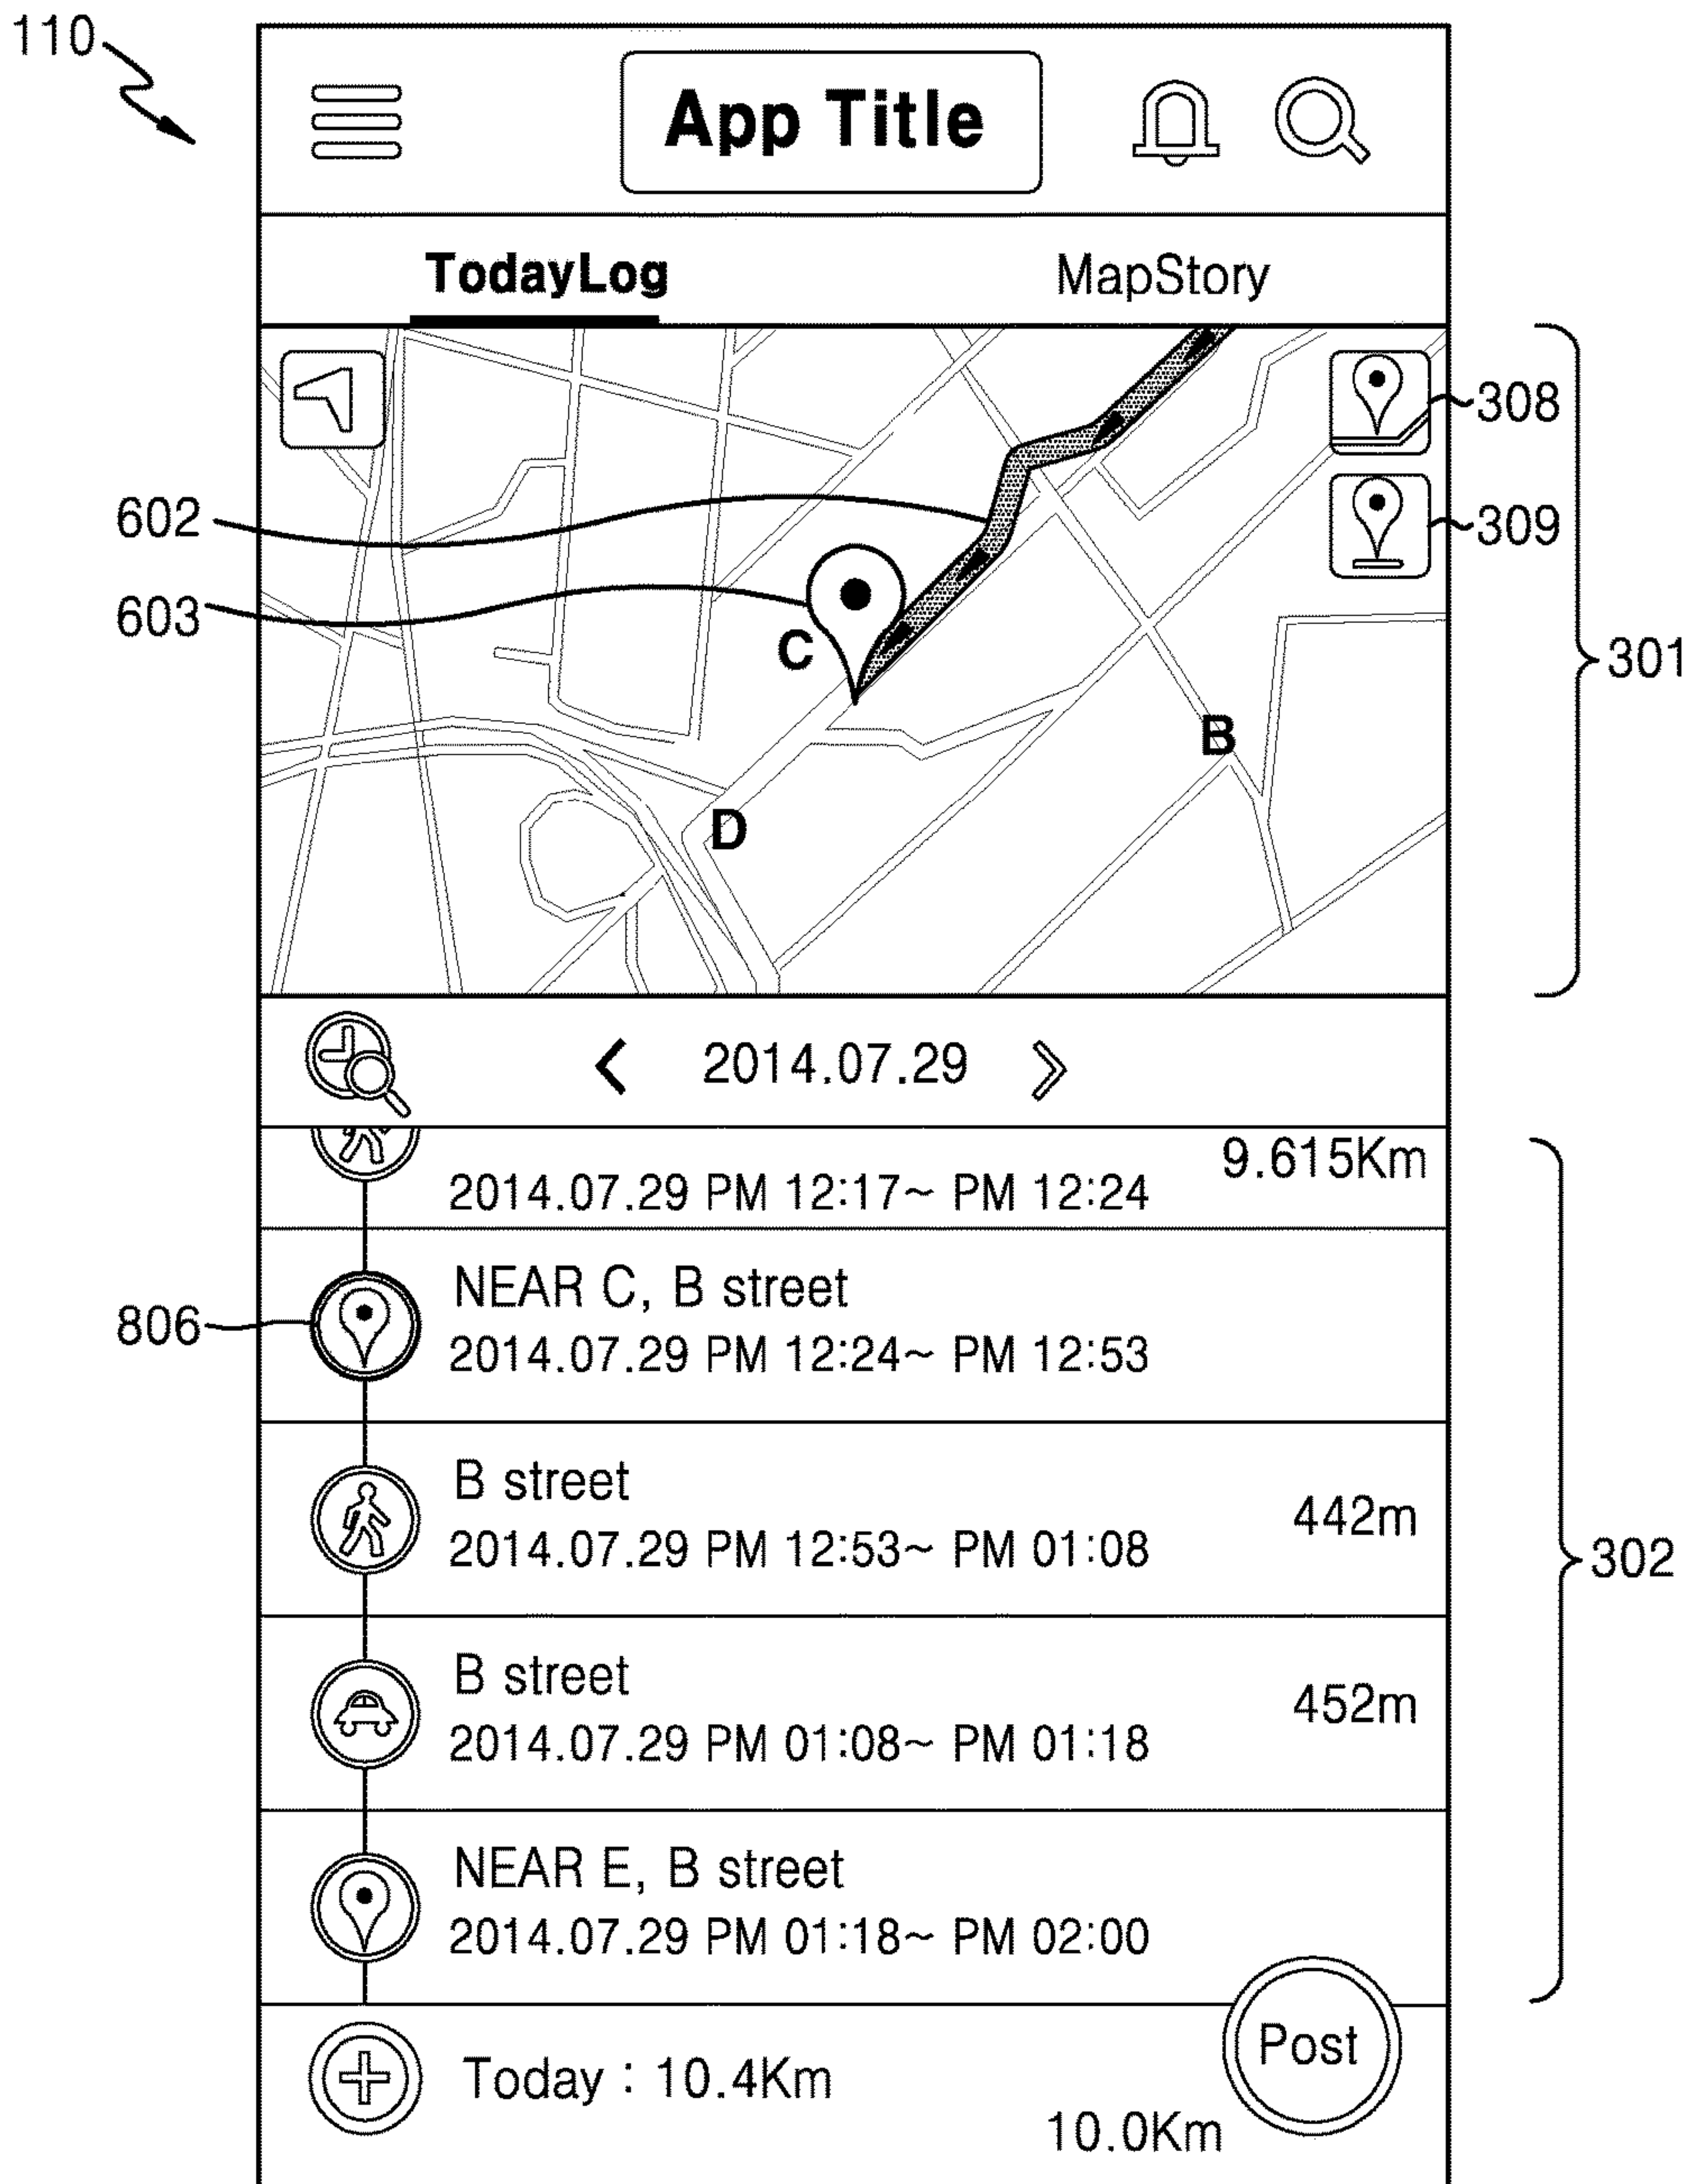 110
App Title
TodayLog MapStory
308
602
309
603
301
C
B
D
2014.07.29
9.615Km
2014.07.29 PM 12:17~ PM 12:24
NEAR C, B street
806
2014.07.29 PM 12:24~ PM 12:53
B street
442m
2014.07.29 PM 12:53~ PM 01:08
302
B street
452m
2014.07.29 PM 01:08~ PM 01:18
NEAR E, B street
2014.07.29 PM 01:18~ PM 02:00
Post
Today : 10.4Km
10.0Km